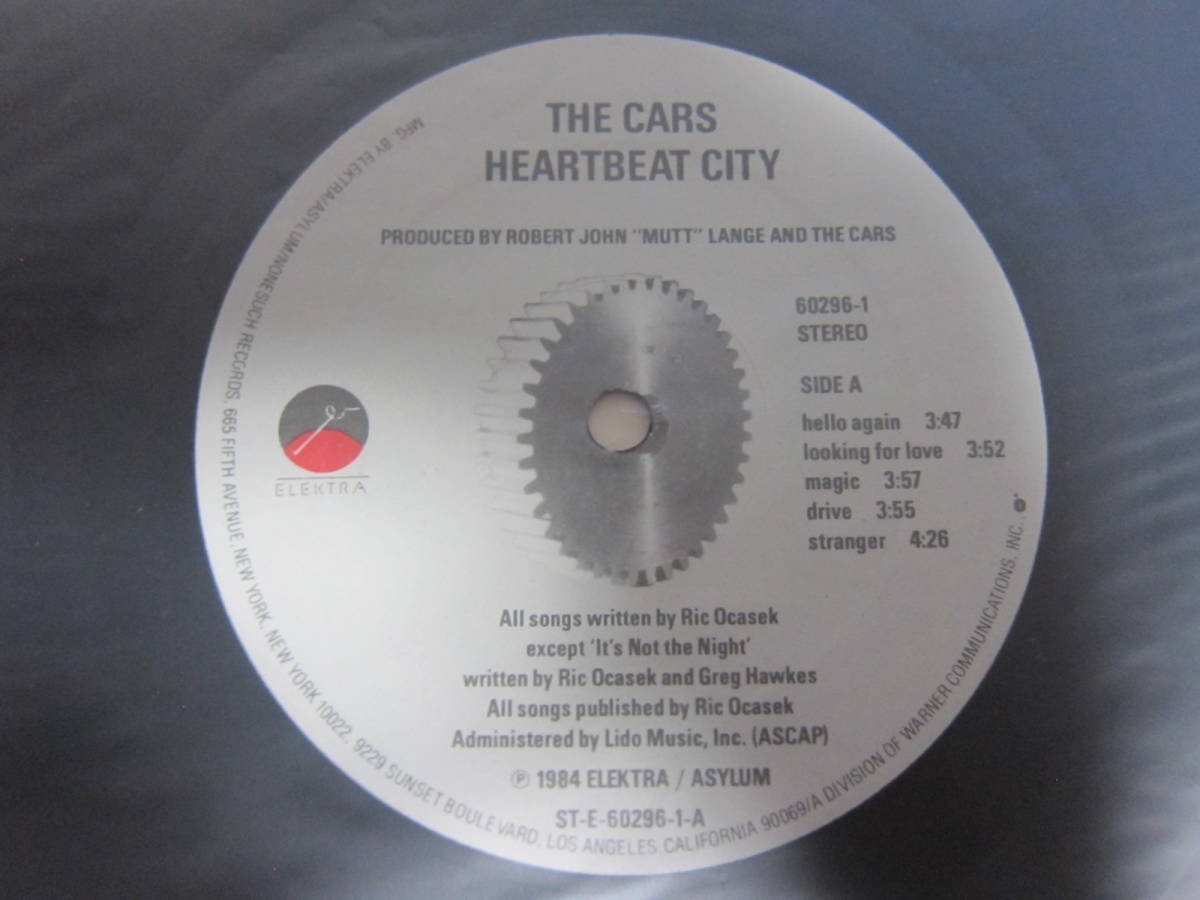 THE CARS
HEARTBEAT CITY
PRODUCED BY ROBERT JOHN "MUTT" LANGE AND THE CARS
60296-1
STEREO
SIDE A
hello again 3:47
looking for love 3:52
magic 3:57
drive 3:55
stranger 4:26
ELEKTRA
All songs written by Ric Ocasek
except 'It's Not the Night'
written by Ric Ocasek and Greg Hawkes
All songs published by Ric Ocasek
Administered by Lido Music, Inc. (ASCAP)
℗ 1984 ELEKTRA / ASYLUM
ST-E-60296-1-A
MFG. BY ELEKTRA/ASYLUM/NONESUCH RECORDS, 665 FIFTH AVENUE, NEW YORK, NEW YORK 10022. 9229 SUNSET BOULEVARD, LOS ANGELES, CALIFORNIA 90069/A DIVISION OF WARNER COMMUNICATIONS, INC.